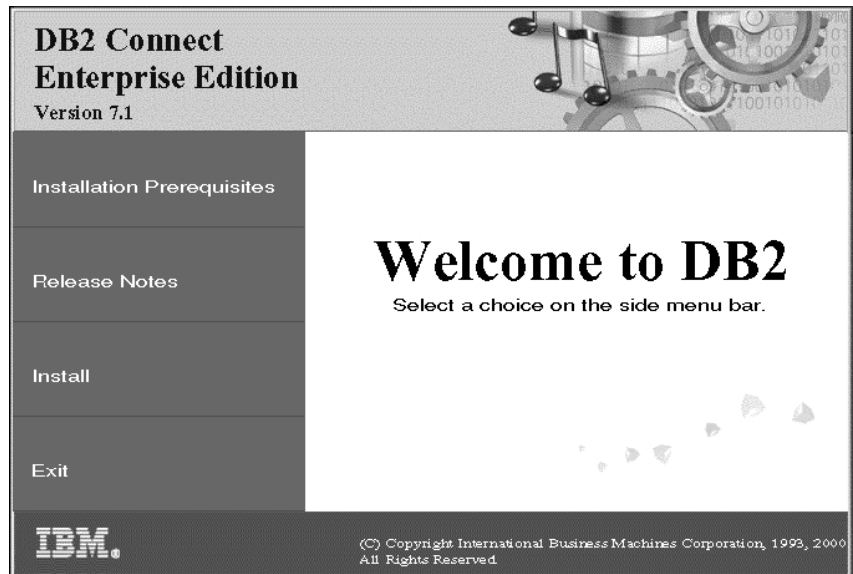 DB2 Connect
Enterprise Edition
Version 7.1
Installation Prerequisites
Release Notes
Install
Exit
Welcome to DB2
Select a choice on the side menu bar.
IBM®
(C) Copyright International Business Machines Corporation, 1993, 2000
All Rights Reserved